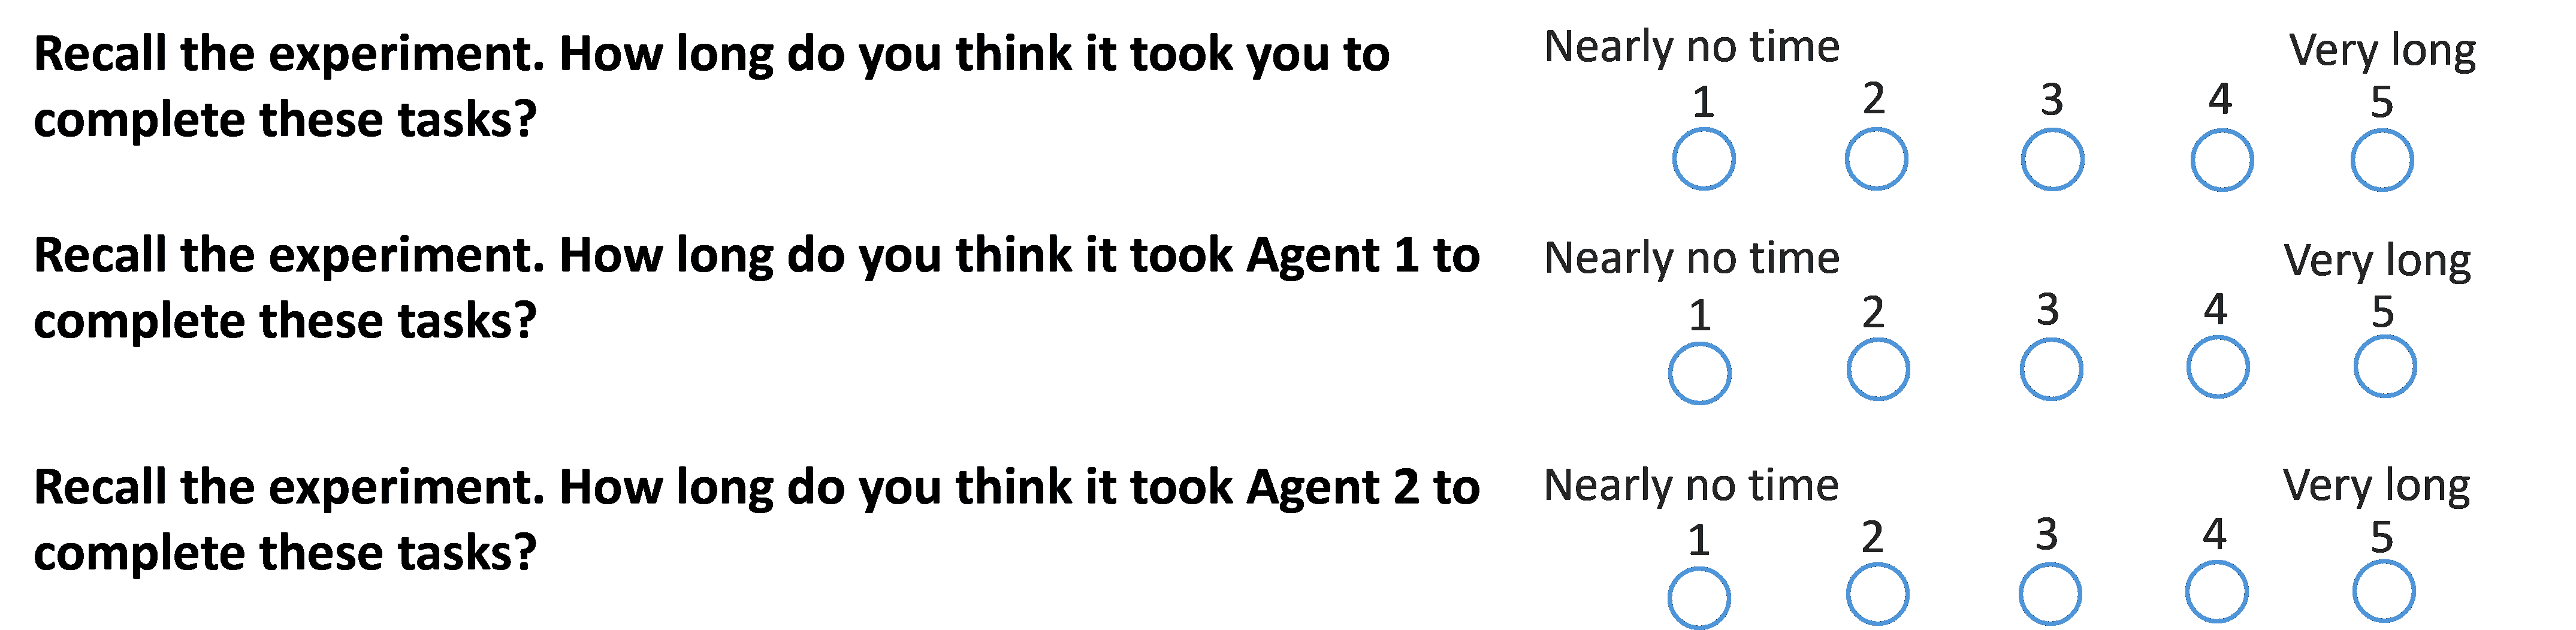 Recall the experiment. How long do you think it took you to
complete these tasks?
Nearly no time Very long
1 2 3 4 5
Recall the experiment. How long do you think it took Agent 1 to
complete these tasks?
Nearly no time Very long
1 2 3 4 5
Recall the experiment. How long do you think it took Agent 2 to
complete these tasks?
Nearly no time Very long
1 2 3 4 5